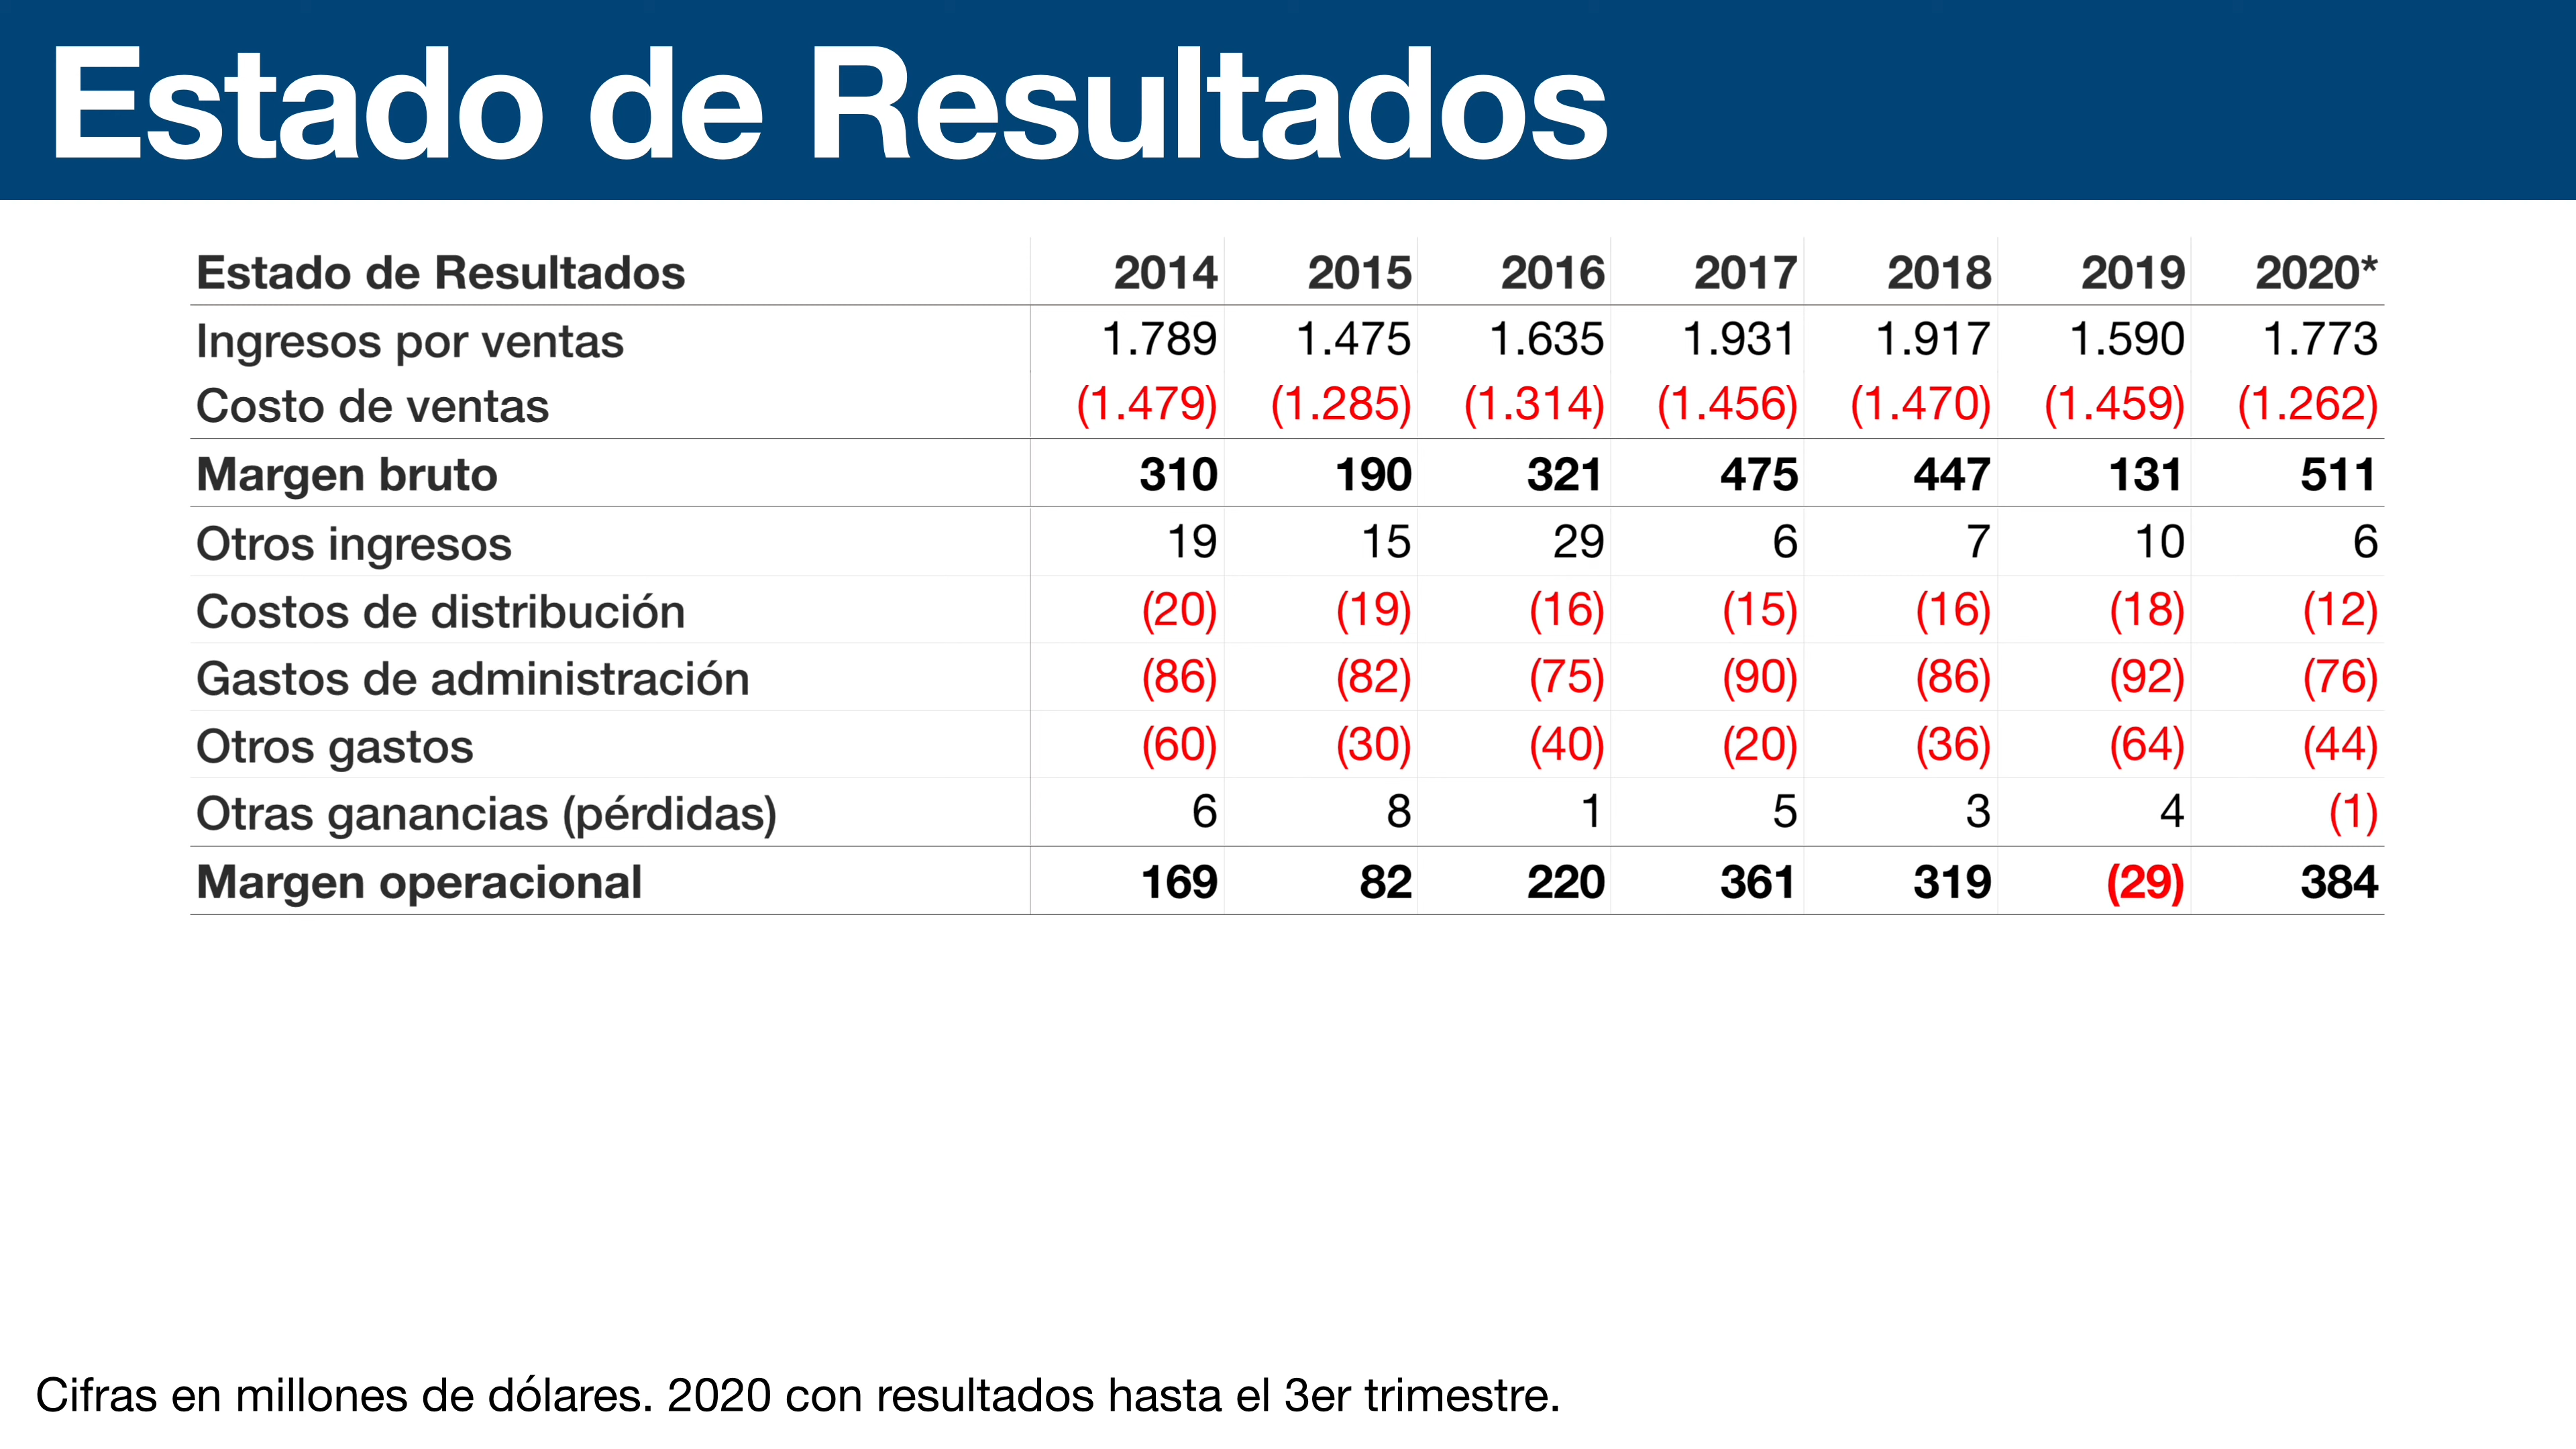 Estado de Resultados
Estado de Resultados 2014 2015 2016 2017 2018 2019 2020*
Ingresos por ventas 1.789 1.475 1.635 1.931 1.917 1.590 1.773
Costo de ventas (1.479) (1.285) (1.314) (1.456) (1.470) (1.459) (1.262)
Margen bruto 310 190 321 475 447 131 511
Otros ingresos 19 15 29 6 7 10 6
Costos de distribución (20) (19) (16) (15) (16) (18) (12)
Gastos de administración (86) (82) (75) (90) (86) (92) (76)
Otros gastos (60) (30) (40) (20) (36) (64) (44)
Otras ganancias (pérdidas) 6 8 1 5 3 4 (1)
Margen operacional 169 82 220 361 319 (29) 384
Cifras en millones de dólares. 2020 con resultados hasta el 3er trimestre.